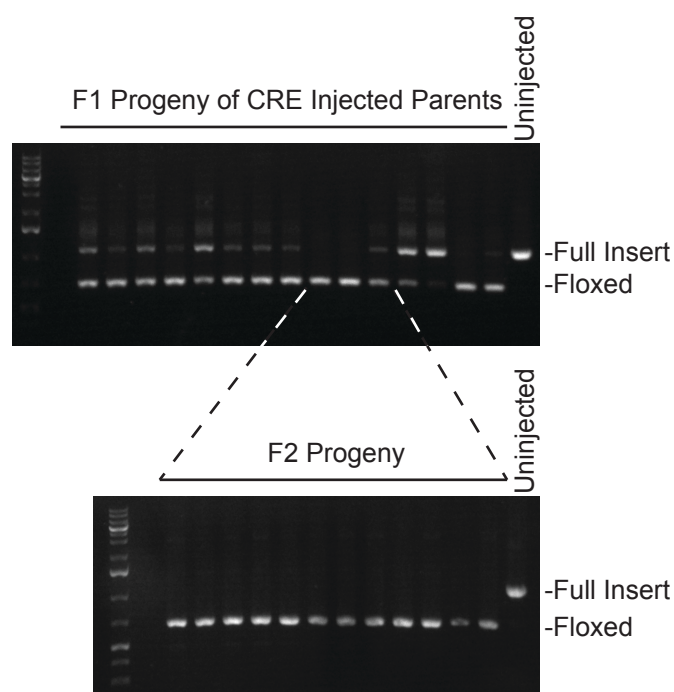 F1 Progeny of CRE Injected Parents
Uninjected
-Full Insert
-Floxed
F2 Progeny
Uninjected
-Full Insert
-Floxed